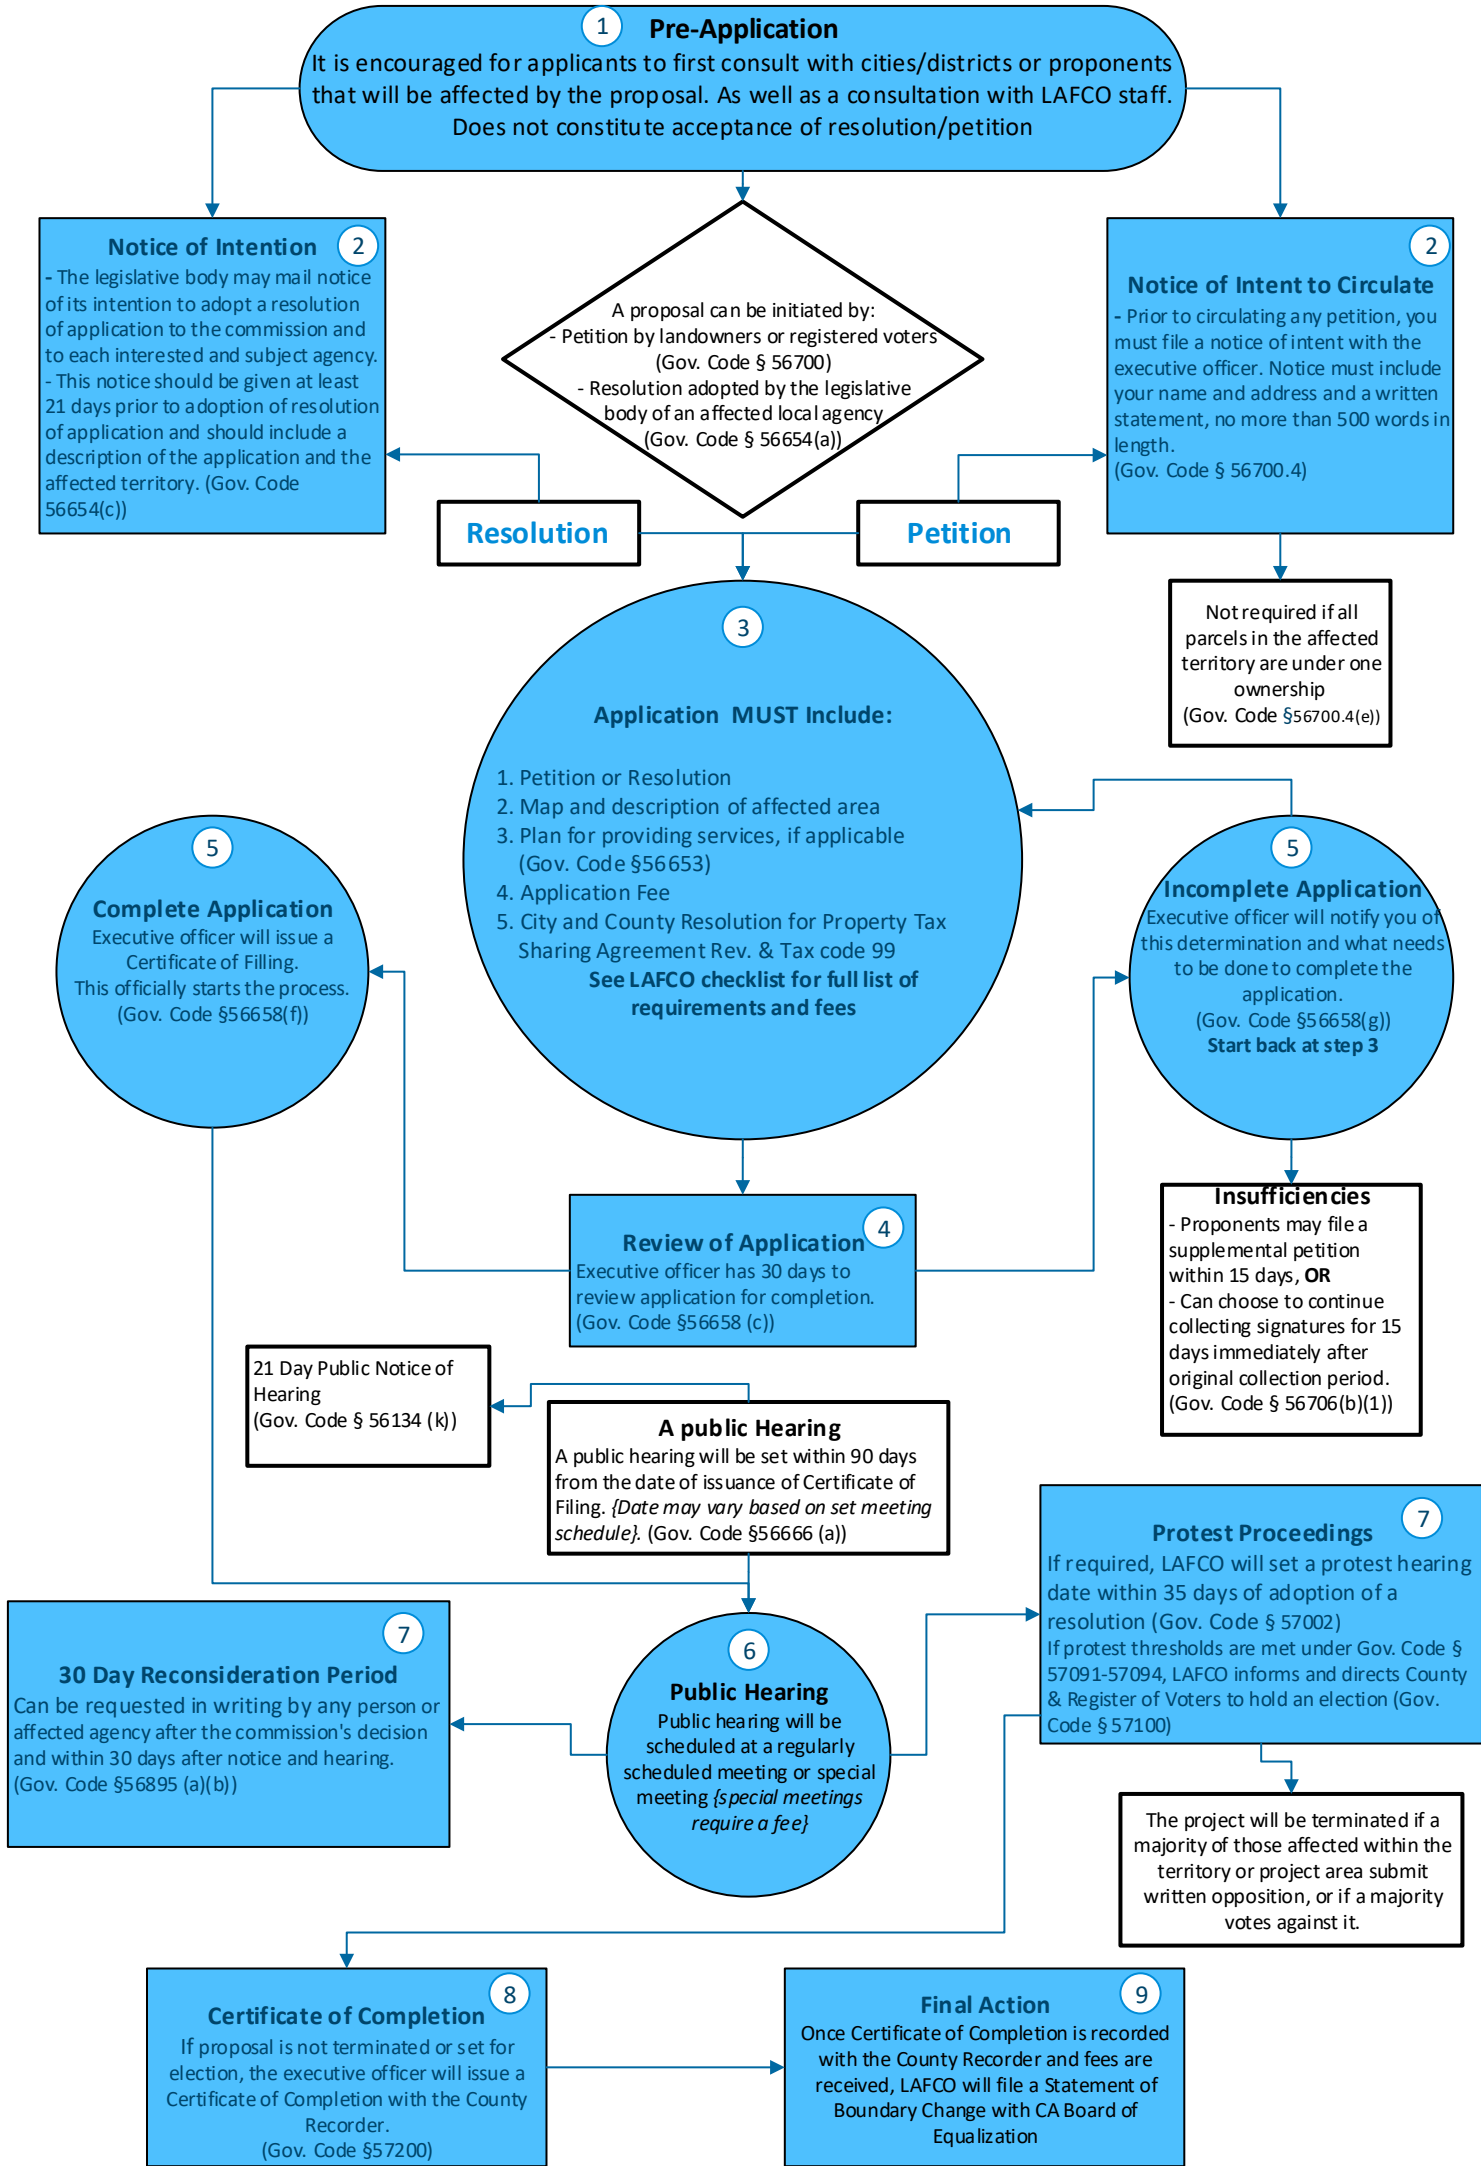 1
Pre-Application
It is encouraged for applicants to first consult with cities/districts or proponents
that will be affected by the proposal. As well as a consultation with LAFCO staff.
Does not constitute acceptance of resolution/petition
Notice of Intention
2
- The legislative body may mail notice
of its intention to adopt a resolution
of application to the commission and
to each interested and subject agency.
- This notice should be given at least
21 days prior to adoption of resolution
of application and should include a
description of the application and the
affected territory. (Gov. Code
56654(c))
A proposal can be initiated by:
- Petition by landowners or registered voters
(Gov. Code § 56700)
- Resolution adopted by the legislative
body of an affected local agency
(Gov. Code § 56654(a))
2
Notice of Intent to Circulate
- Prior to circulating any petition, you
must file a notice of intent with the
executive officer. Notice must include
your name and address and a written
statement, no more than 500 words in
length.
(Gov. Code § 56700.4)
Resolution
Petition
Not required if all
parcels in the affected
territory are under one
ownership
(Gov. Code §56700.4(e))
3
Application MUST Include:
1. Petition or Resolution
2. Map and description of affected area
3. Plan for providing services, if applicable
(Gov. Code §56653)
4. Application Fee
5. City and County Resolution for Property Tax
Sharing Agreement Rev. & Tax code 99
See LAFCO checklist for full list of
requirements and fees
5
Complete Application
Executive officer will issue a
Certificate of Filling.
This officially starts the process.
(Gov. Code §56658(f))
5
Incomplete Application
Executive officer will notify you of
this determination and what needs
to be done to complete the
application.
(Gov. Code §56658(g))
Start back at step 3
Insufficiencies
- Proponents may file a
supplemental petition
within 15 days, OR
- Can choose to continue
collecting signatures for 15
days immediately after
original collection period.
(Gov. Code § 56706(b)(1))
4
Review of Application
Executive officer has 30 days to
review application for completion.
(Gov. Code §56658 (c))
21 Day Public Notice of
Hearing
(Gov. Code § 56134 (k))
A public Hearing
A public hearing will be set within 90 days
from the date of issuance of Certificate of
Filing. {Date may vary based on set meeting
schedule}. (Gov. Code §56666 (a))
7
Protest Proceedings
If required, LAFCO will set a protest hearing
date within 35 days of adoption of a
resolution (Gov. Code § 57002)
If protest thresholds are met under Gov. Code §
57091-57094, LAFCO informs and directs County
& Register of Voters to hold an election (Gov.
Code § 57100)
7
30 Day Reconsideration Period
Can be requested in writing by any person or
affected agency after the commission's decision
and within 30 days after notice and hearing.
(Gov. Code §56895 (a)(b))
6
Public Hearing
Public hearing will be
scheduled at a regularly
scheduled meeting or special
meeting {special meetings
require a fee}
The project will be terminated if a
majority of those affected within the
territory or project area submit
written opposition, or if a majority
votes against it.
8
Certificate of Completion
If proposal is not terminated or set for
election, the executive officer will issue a
Certificate of Completion with the County
Recorder.
(Gov. Code §57200)
9
Final Action
Once Certificate of Completion is recorded
with the County Recorder and fees are
received, LAFCO will file a Statement of
Boundary Change with CA Board of
Equalization